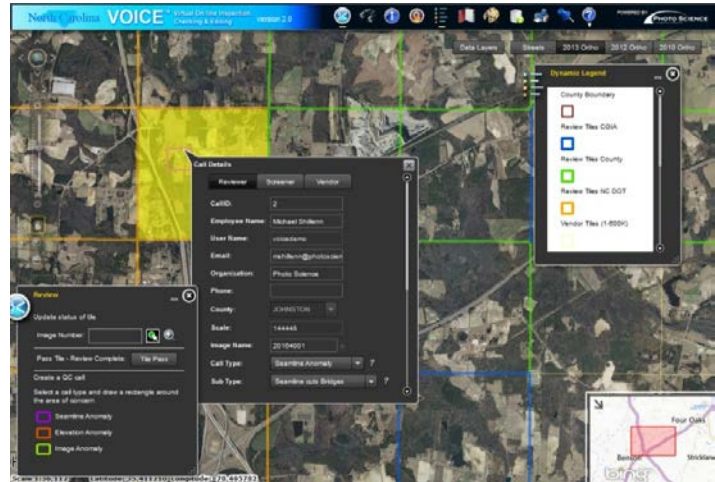 North Carolina VOICE Virtual On-line Inspection Checking & Editing version 2.0
POWERED BY PHOTO SCIENCE
Data Layers Streets 2013 Ortho 2012 Ortho 2010 Ortho
Dynamic Legend
County Boundary
Review Tiles CGIA
Review Tiles County
Review Tiles NC DOT
Vendor Tiles (1-600K)
Call Details
Reviewer Screener Vendor
CallID: 2
Employee Name: Michael Shillenn
User Name: voicedemo
Email: mshillenn@photoscien
Organization: Photo Science
Phone:
County: JOHNSTON
Scale: 144448
Image Name: 20164001
Call Type: Seamline Anomaly ?
Sub Type: Seamline cuts Bridges ?
Review
Update status of tile
Image Number:
Pass Tile - Review Complete: Tile Pass
Create a QC call
Select a call type and draw a rectangle around
the area of concern
Seamline Anomaly
Elevation Anomaly
Image Anomaly
Four Oaks
Benson
Stricklan
bing